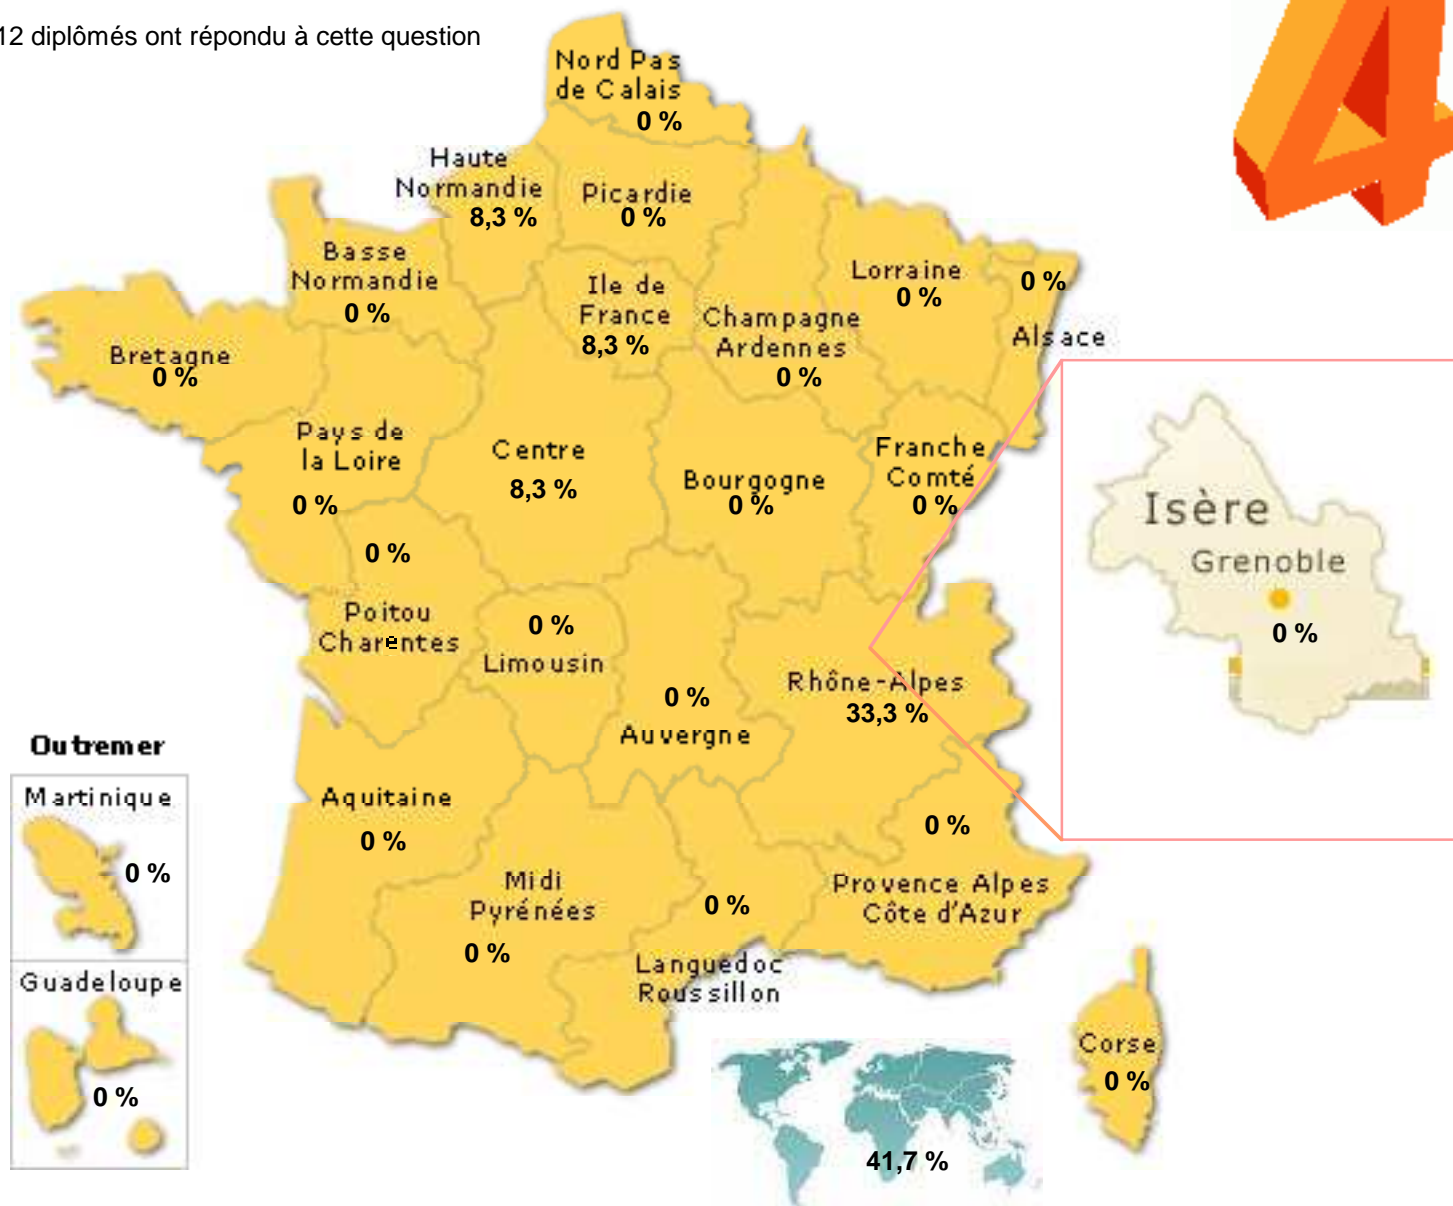 12 diplômés ont répondu à cette question
4
Nord Pas
de Calais
0 %
Haute
Normandie
8,3 %
Picardie
0 %
Basse
Normandie
0 %
Ile de
France
8,3 %
Champagne
Ardennes
0 %
Lorraine
0 %
0 %
Alsace
Bretagne
0 %
Pays de
la Loire
0 %
Centre
8,3 %
Bourgogne
0 %
Franche
Comté
0 %
Isère
Grenoble
0 %
0 %
Poitou
Charentes
0 %
Limousin
0 %
Auvergne
Rhône-Alpes
33,3 %
Outremer
Martinique
0 %
Guadeloupe
0 %
Aquitaine
0 %
Midi
Pyrénées
0 %
0 %
Languedoc
Roussillon
0 %
Provence Alpes
Côte d'Azur
Corse
0 %
41,7 %